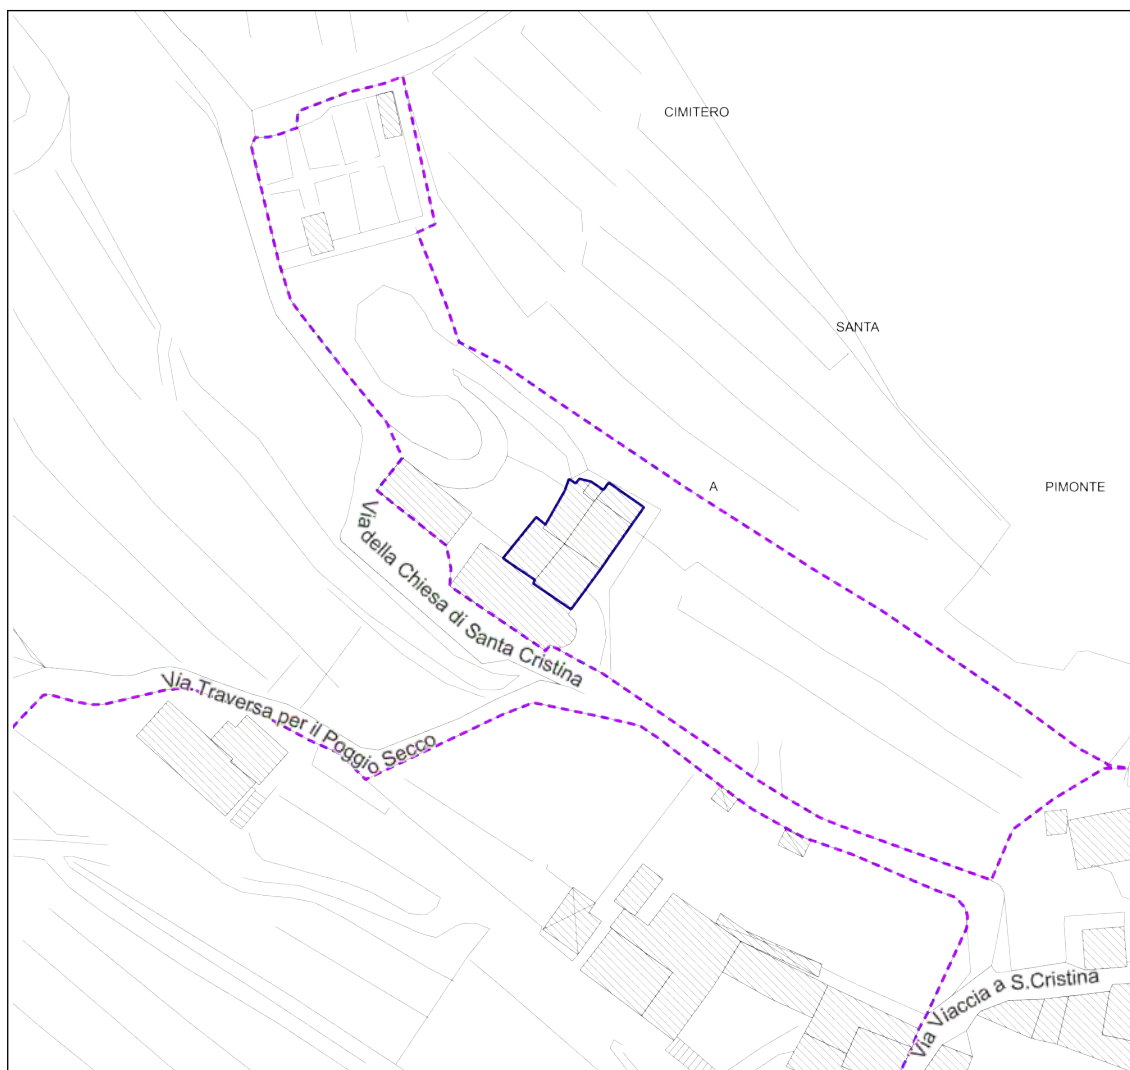 CIMITERO
SANTA
A
PIMONTE
Via della Chiesa di Santa Cristina
Via Traversa per il Poggio Secco
Via Viaccia a S.Cristina